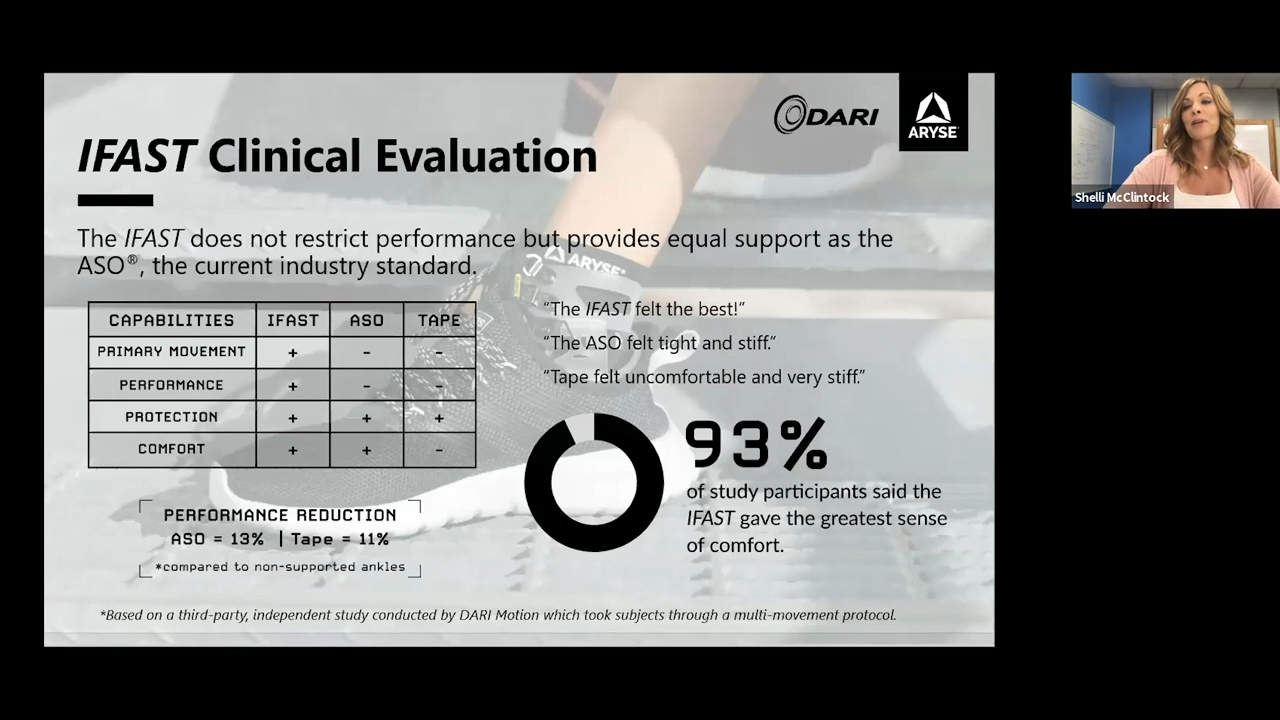 DARI
ARYSE
IFAST Clinical Evaluation
The IFAST does not restrict performance but provides equal support as the
ASO®, the current industry standard.
ARYSE
CAPABILITIES IFAST ASO TAPE
PRIMARY MOVEMENT + - -
PERFORMANCE + - -
PROTECTION + + +
COMFORT + + -
PERFORMANCE REDUCTION
ASO = 13% | Tape = 11%
*compared to non-supported ankles
"The IFAST felt the best!"
"The ASO felt tight and stiff."
"Tape felt uncomfortable and very stiff."
93%
of study participants said the
IFAST gave the greatest sense
of comfort.
*Based on a third-party, independent study conducted by DARI Motion which took subjects through a multi-movement protocol.
Shelli McClintock